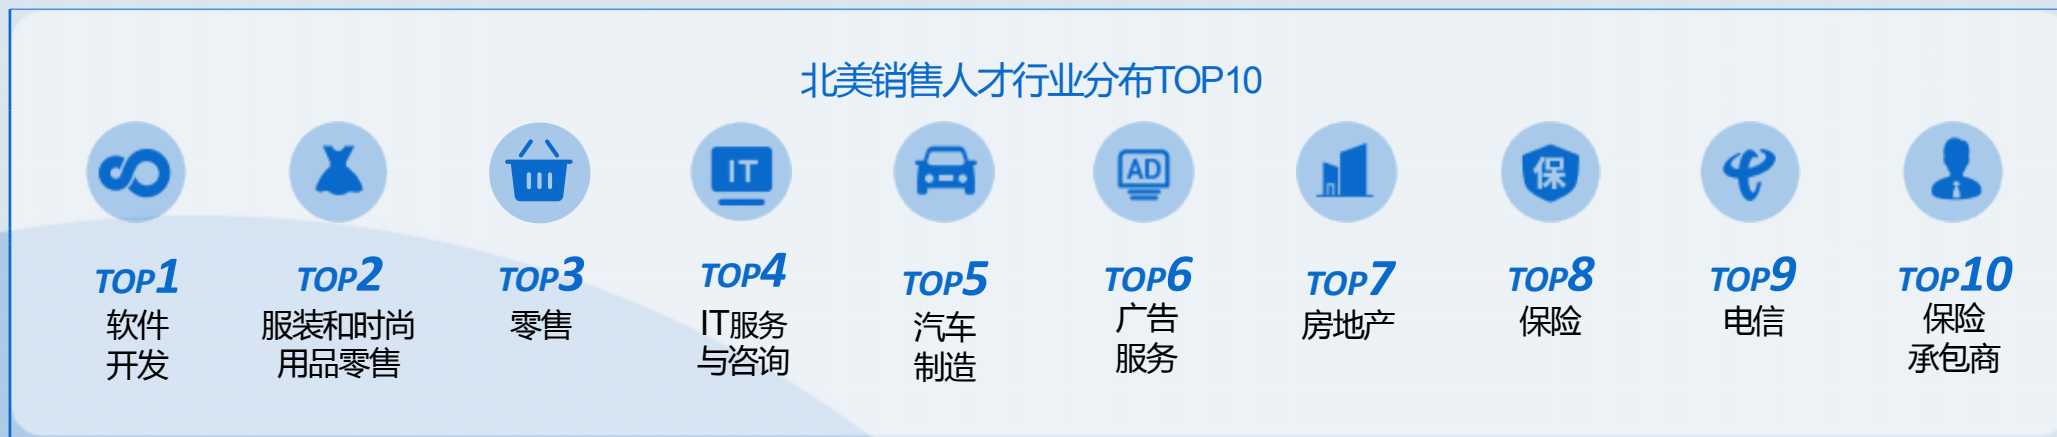 北美销售人才行业分布TOP10
IT
AD
保
TOP1
TOP2
TOP3
TOP4
TOP5
TOP6
TOP7
TOP8
TOP9
TOP10
软件
开发
服装和时尚
用品零售
零售
IT服务
与咨询
汽车
制造
广告
服务
房地产
保险
电信
保险
承包商